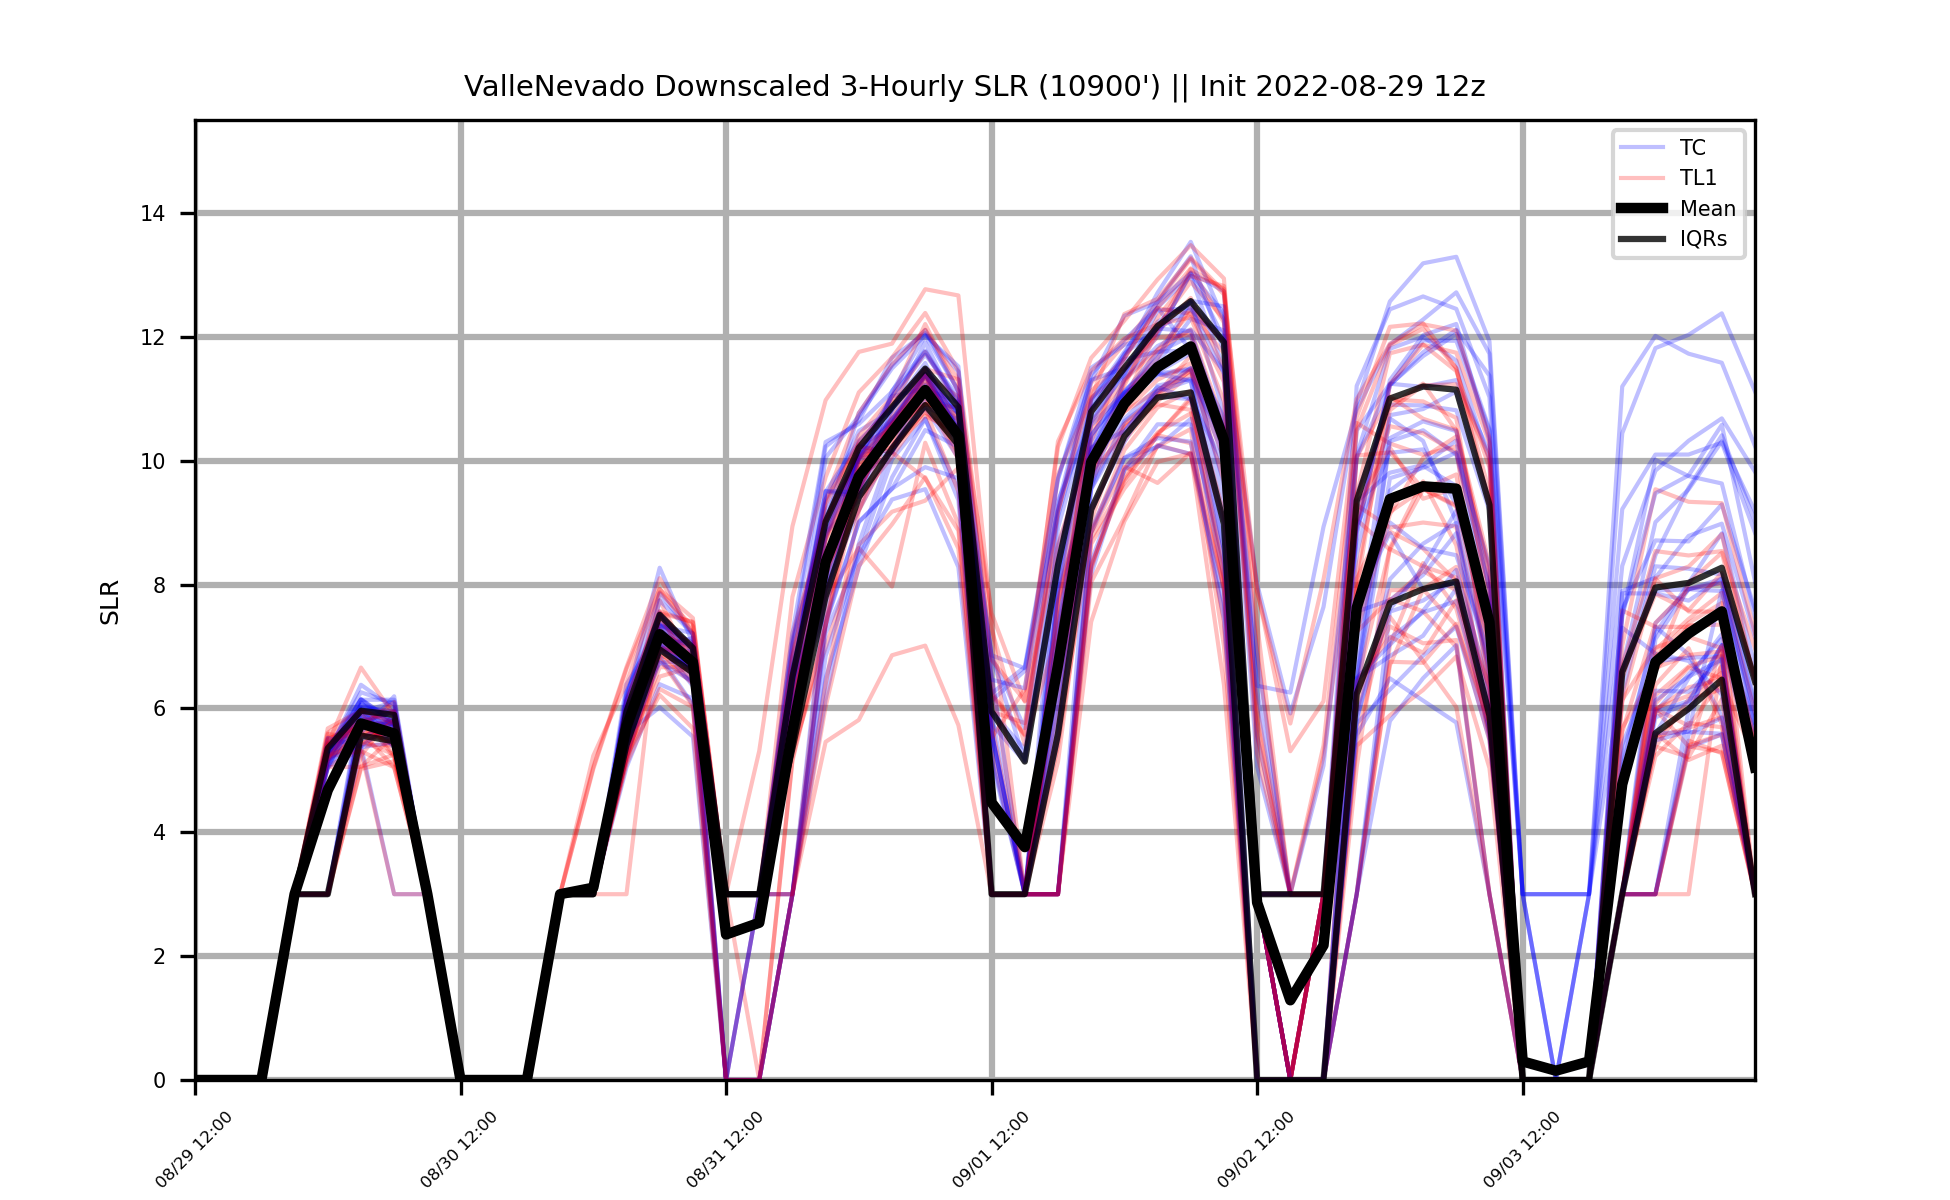 ValleNevado Downscaled 3-Hourly SLR (10900') || Init 2022-08-29 12z
TC
TL1
Mean
IQRs
14
12
10
8
6
4
2
0
SLR
08/29 12:00
08/30 12:00
08/31 12:00
09/01 12:00
09/02 12:00
09/03 12:00